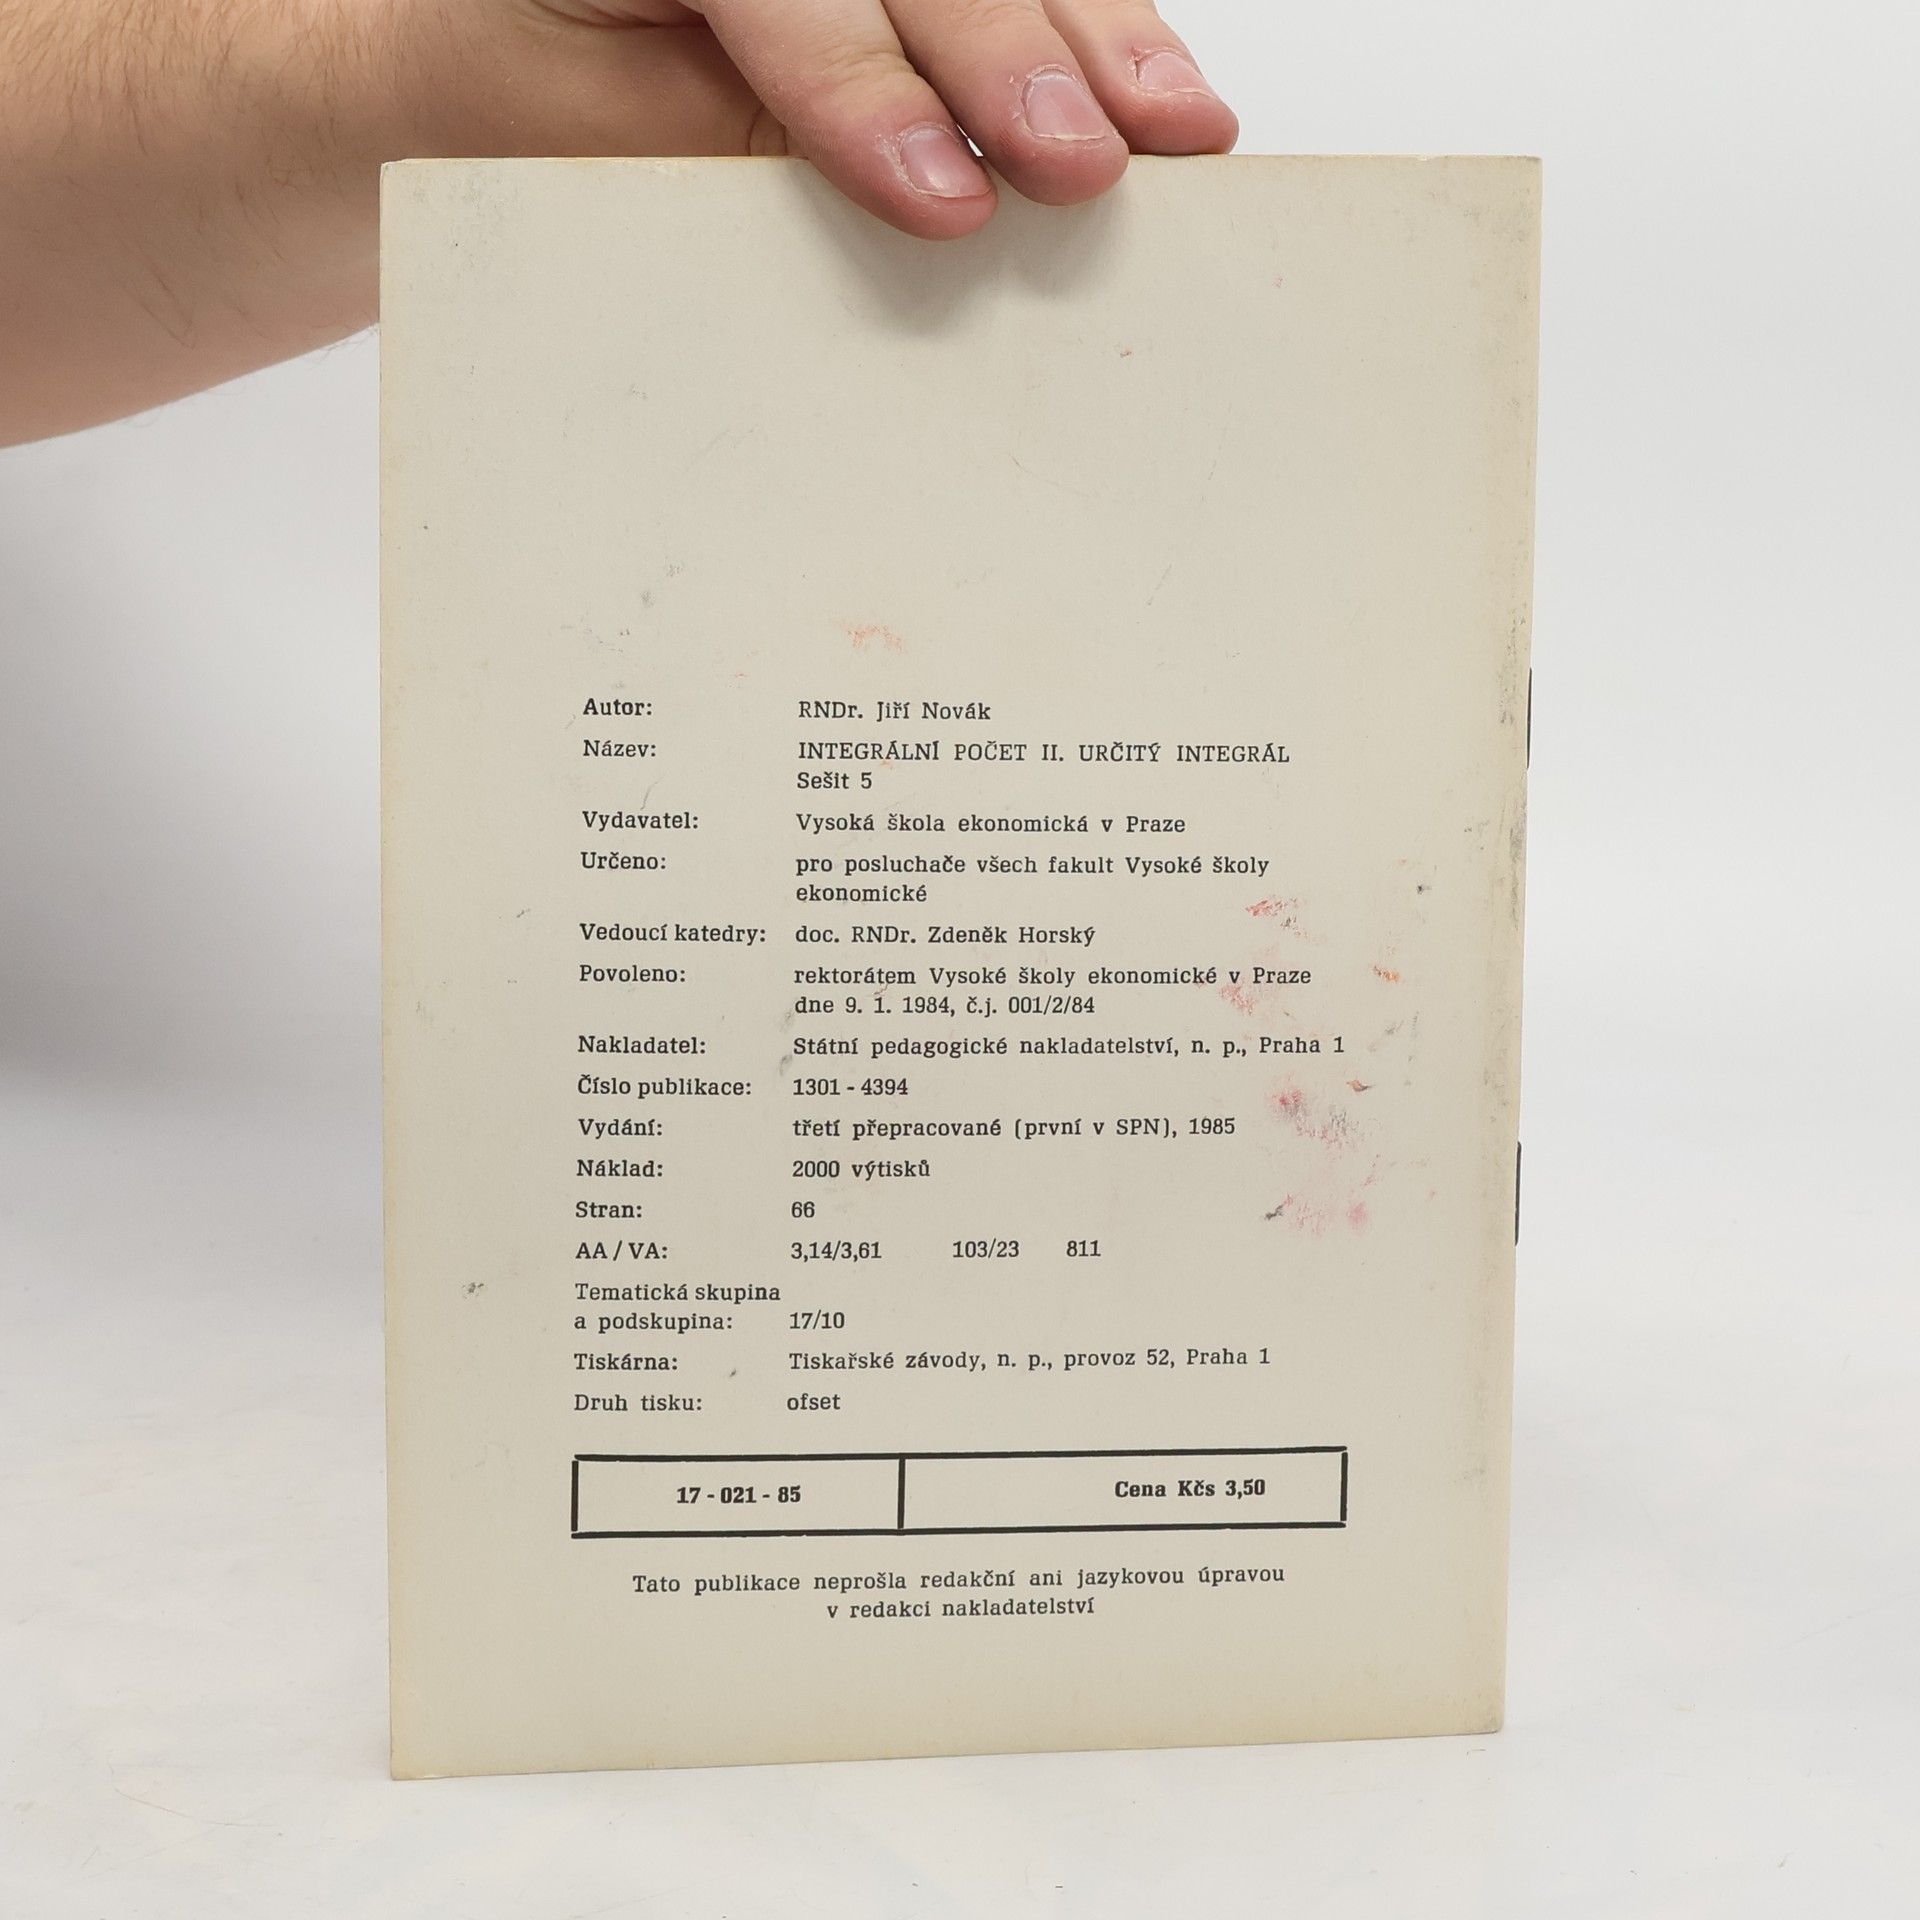 Autor: RNDr. Jiří Novák
Název: INTEGRÁLNÍ POČET II. URČITÝ INTEGRÁL
Sešit 5
Vydavatel: Vysoká škola ekonomická v Praze
Určeno: pro posluchače všech fakult Vysoké školy
ekonomické
Vedoucí katedry: doc. RNDr. Zdeněk Horský
Povoleno: rektorátem Vysoké školy ekonomické v Praze
dne 9. 1. 1984, č.j. 001/2/84
Nakladatel: Státní pedagogické nakladatelství, n. p., Praha 1
Číslo publikace: 1301 - 4394
Vydání: třetí přepracované (první v SPN), 1985
Náklad: 2000 výtisků
Stran: 66
AA / VA: 3,14/3,61 103/23 811
Tematická skupina
a podskupina: 17/10
Tiskárna: Tiskařské závody, n. p., provoz 52, Praha 1
Druh tisku: ofset
17 - 021 - 85 Cena Kčs 3,50
Tato publikace neprošla redakční ani jazykovou úpravou
v redakci nakladatelství